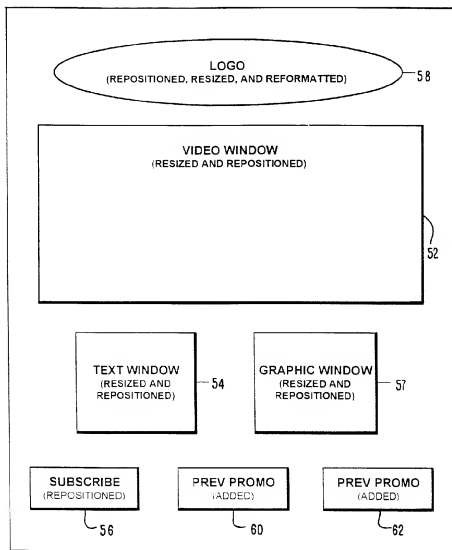 LOGO
(REPOSITIONED, RESIZED, AND REFORMATTED)
58
VIDEO WINDOW
(RESIZED AND REPOSITIONED)
52
TEXT WINDOW
(RESIZED AND
REPOSITIONED)
54
GRAPHIC WINDOW
(RESIZED AND
REPOSITIONED)
57
SUBSCRIBE
(REPOSITIONED)
56
PREV PROMO
(ADDED)
60
PREV PROMO
(ADDED)
62